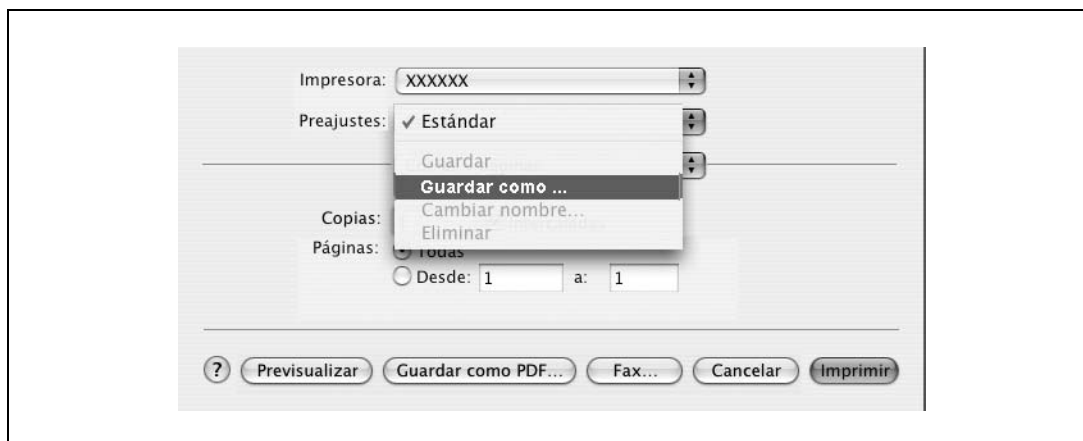 Impresora: XXXXXX
Preajustes: ✓ Estándar
Guardar
Guardar como ...
Cambiar nombre...
Eliminar
Copias:
Páginas: Todas
Desde: 1 a: 1
? Previsualizar Guardar como PDF... Fax... Cancelar Imprimir